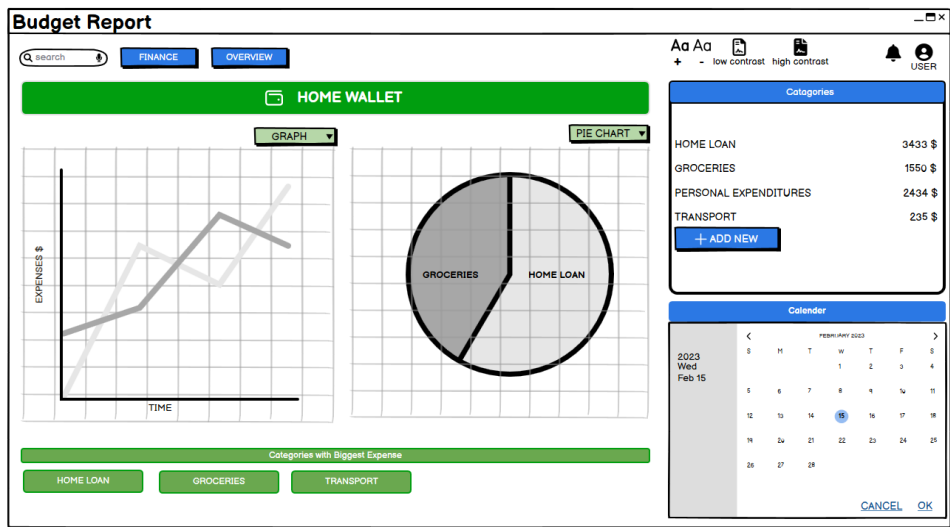 Budget Report
search
FINANCE
OVERVIEW
Aa Aa
+ - low contrast high contrast
USER
HOME WALLET
GRAPH
PIE CHART
EXPENSES $
TIME
GROCERIES
HOME LOAN
Categories with Biggest Expense
HOME LOAN
GROCERIES
TRANSPORT
Catagories
HOME LOAN 3433 $
GROCERIES 1550 $
PERSONAL EXPENDITURES 2434 $
TRANSPORT 235 $
+ ADD NEW
Calender
2023
Wed
Feb 15
< FEBRUARY 2023 >
S M T W T F S
1 2 3 4
5 6 7 8 9 10 11
12 13 14 15 16 17 18
19 20 21 22 23 24 25
26 27 28
CANCEL OK